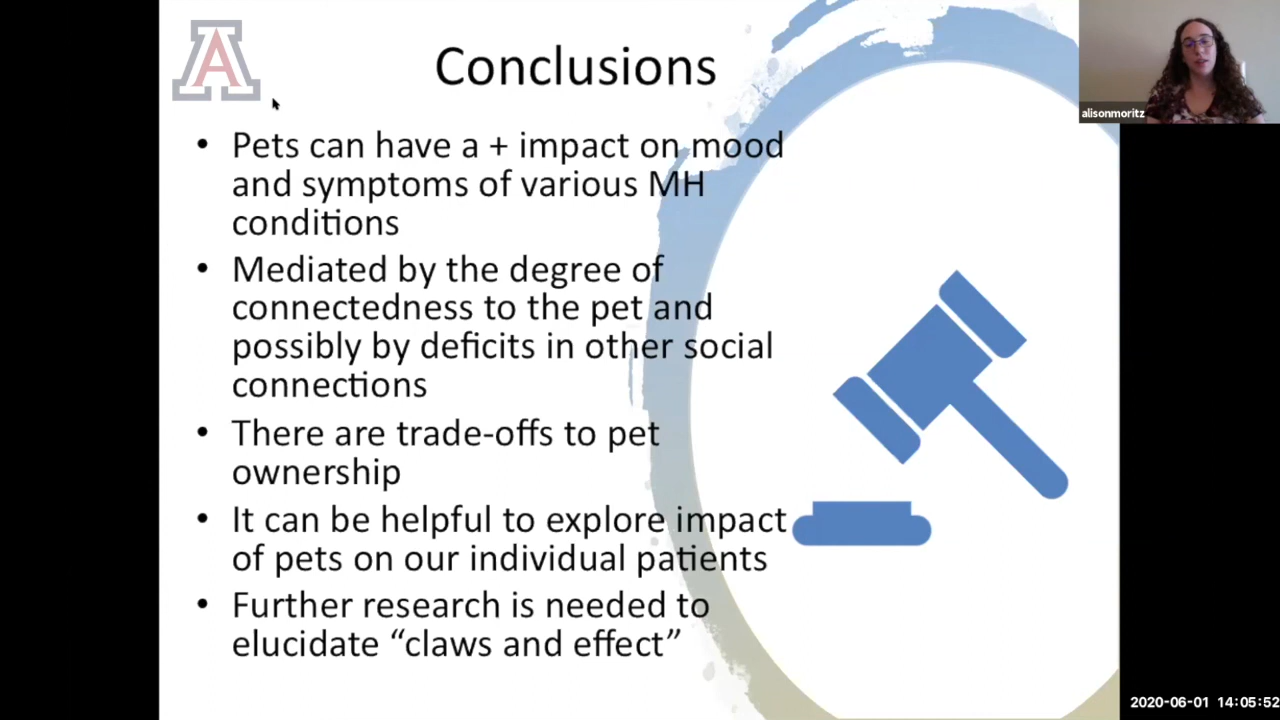 A
Conclusions
alisonmoritz
• Pets can have a + impact on mood
and symptoms of various MH
conditions
• Mediated by the degree of
connectedness to the pet and
possibly by deficits in other social
connections
• There are trade-offs to pet
ownership
• It can be helpful to explore impact
of pets on our individual patients
• Further research is needed to
elucidate “claws and effect”
2020-06-01 14:05:52